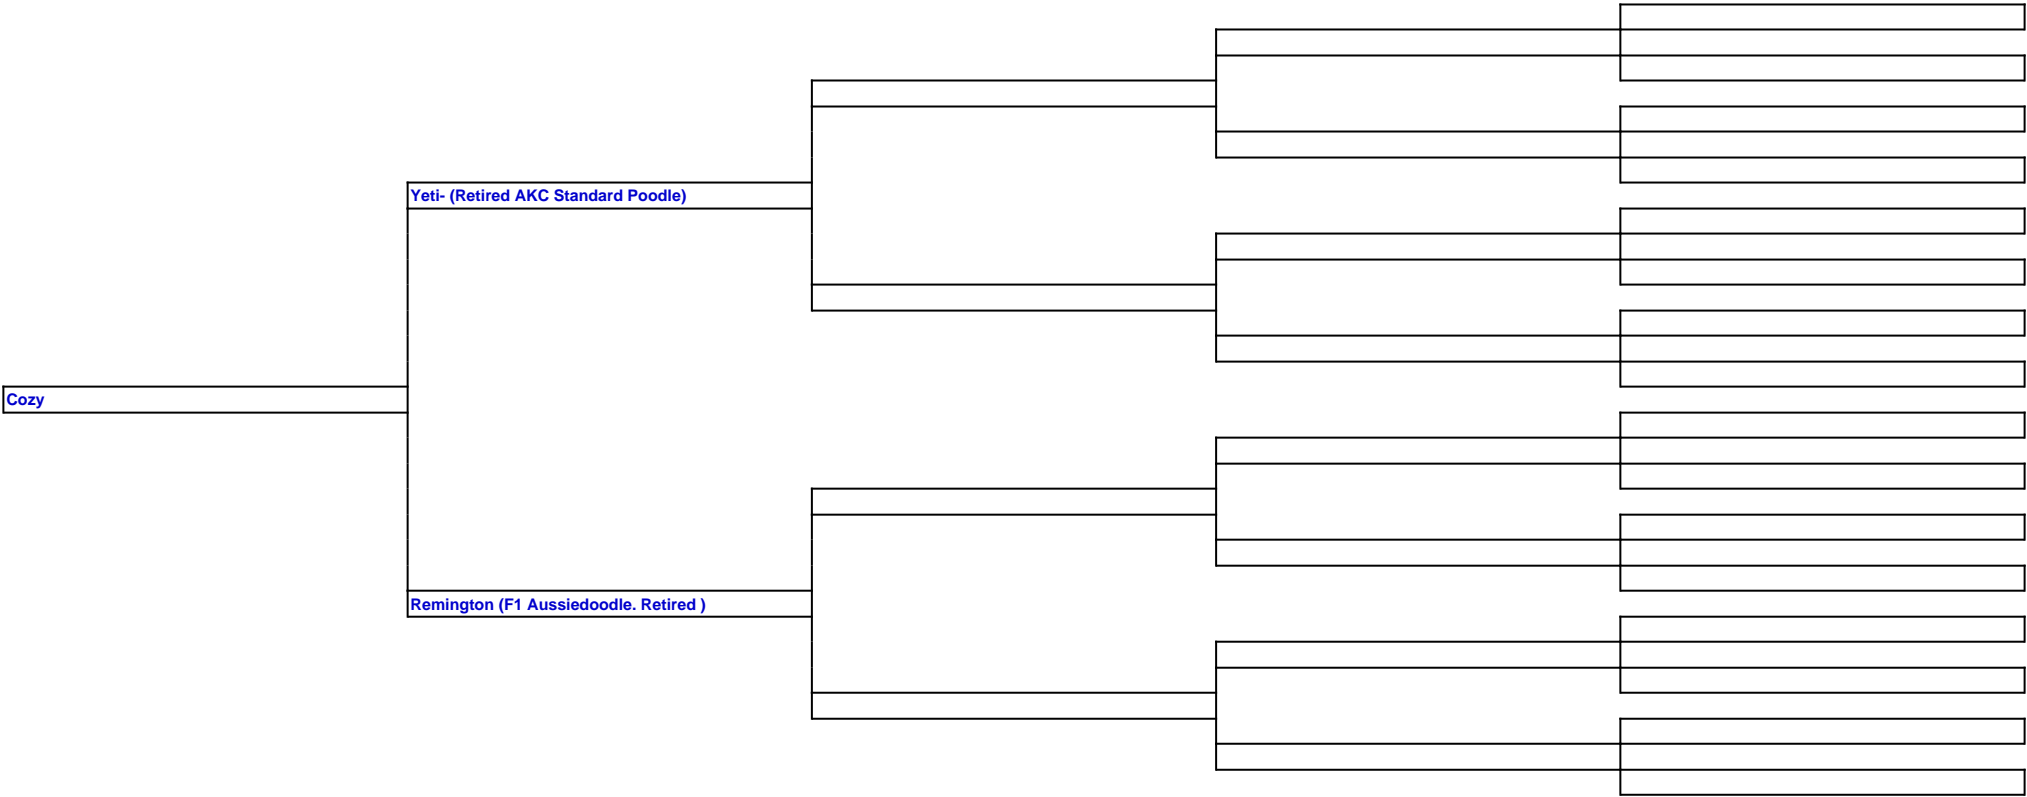 Yeti- (Retired AKC Standard Poodle)
Cozy
Remington (F1 Aussiedoodle. Retired )